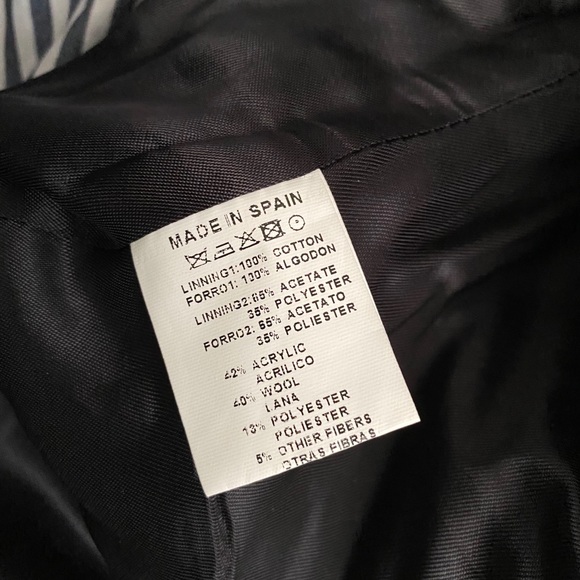 MADE IN SPAIN
LINNING1:100% COTTON
FORRO1: 100% ALGODON
LINNING2:65% ACETATE
35% POLYESTER
FORRO2: 65% ACETATO
35% POLIESTER
42% ACRYLIC
ACRILICO
40% WOOL
LANA
13% POLYESTER
POLIESTER
5% OTHER FIBERS
OTRAS FIBRAS